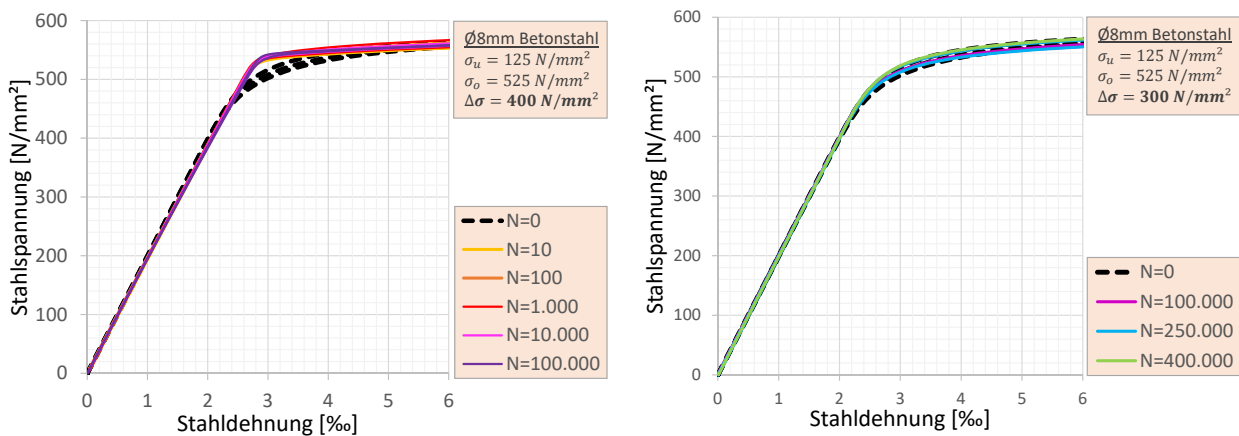 600
500
400
300
200
100
0
0 1 2 3 4 5 6
Stahlspannung [N/mm²]
Stahldehnung [‰]
Ø8mm Betonstahl
σu = 125 N/mm²
σo = 525 N/mm²
Δσ = 400 N/mm²
N=0
N=10
N=100
N=1.000
N=10.000
N=100.000
600
500
400
300
200
100
0
0 1 2 3 4 5 6
Stahlspannung [N/mm²]
Stahldehnung [‰]
Ø8mm Betonstahl
σu = 125 N/mm²
σo = 525 N/mm²
Δσ = 300 N/mm²
N=0
N=100.000
N=250.000
N=400.000